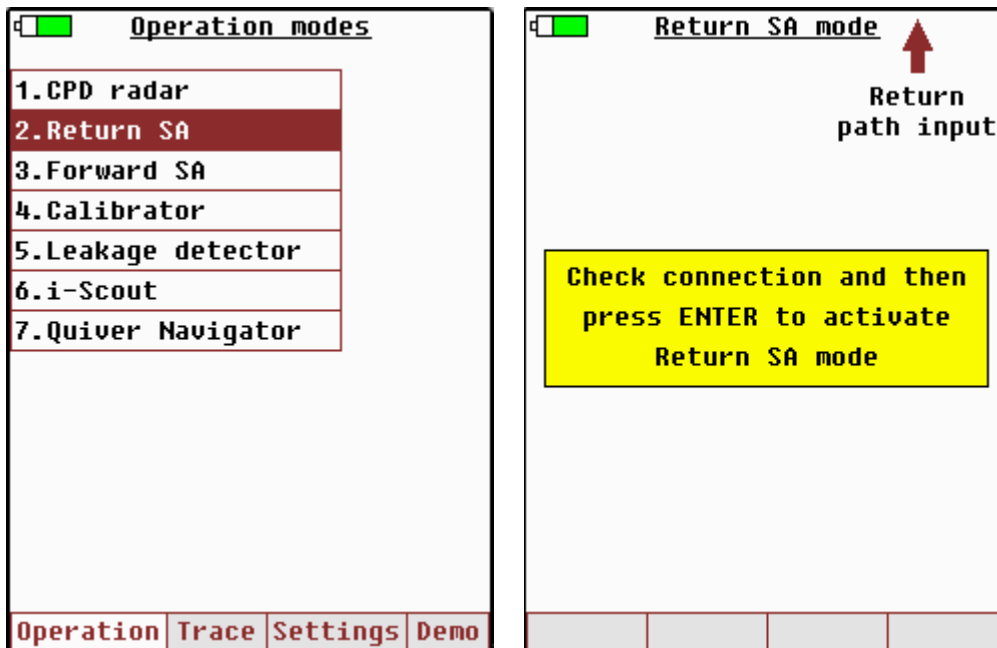 Operation modes
1.CPD radar
2.Return SA
3.Forward SA
4.Calibrator
5.Leakage detector
6.i-Scout
7.Quiver Navigator
Operation Trace Settings Demo
Return SA mode
Return
path input
Check connection and then
press ENTER to activate
Return SA mode